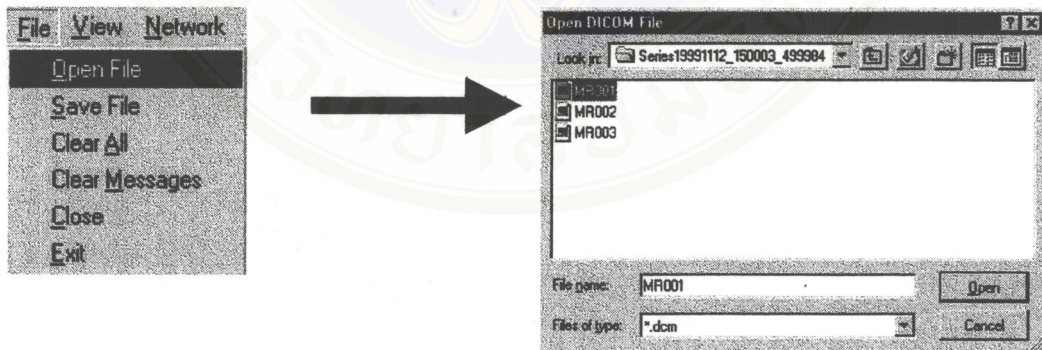 File View Network
Open File
Save File
Clear All
Clear Messages
Close
Exit
Open DICOM File
Look in: Series19991112_150003_499984
MR001
MR002
MR003
File name: MR001 Open
Files of type: *.dcm Cancel